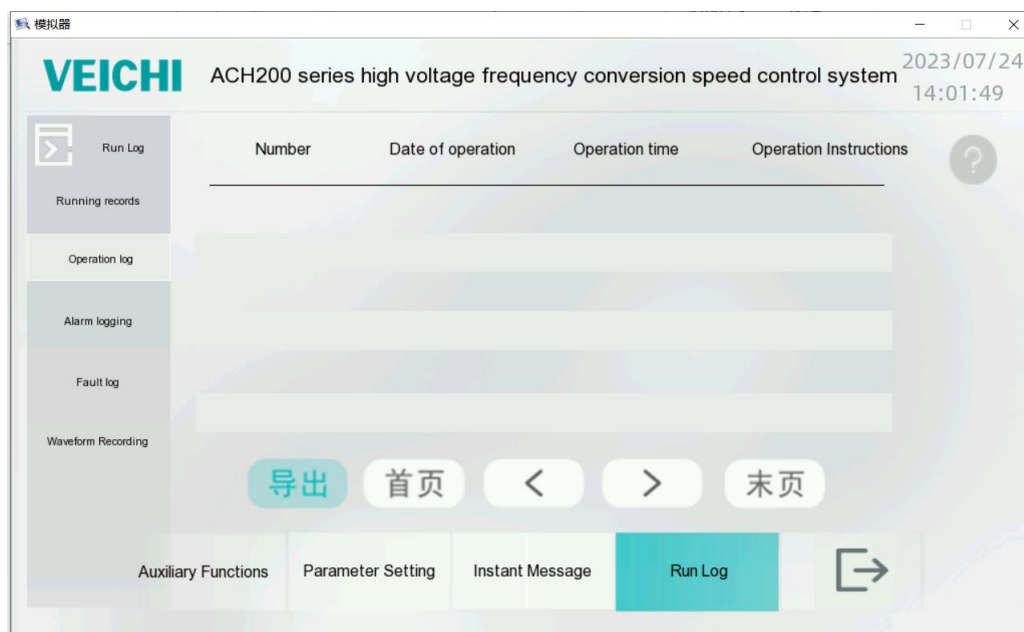 模拟器
VEICHI
ACH200 series high voltage frequency conversion speed control system
2023/07/24
14:01:49
Run Log
Number Date of operation Operation time Operation Instructions
?
Running records
Operation log
Alarm logging
Fault log
Waveform Recording
导出 首页 < > 末页
Auxiliary Functions Parameter Setting Instant Message Run Log